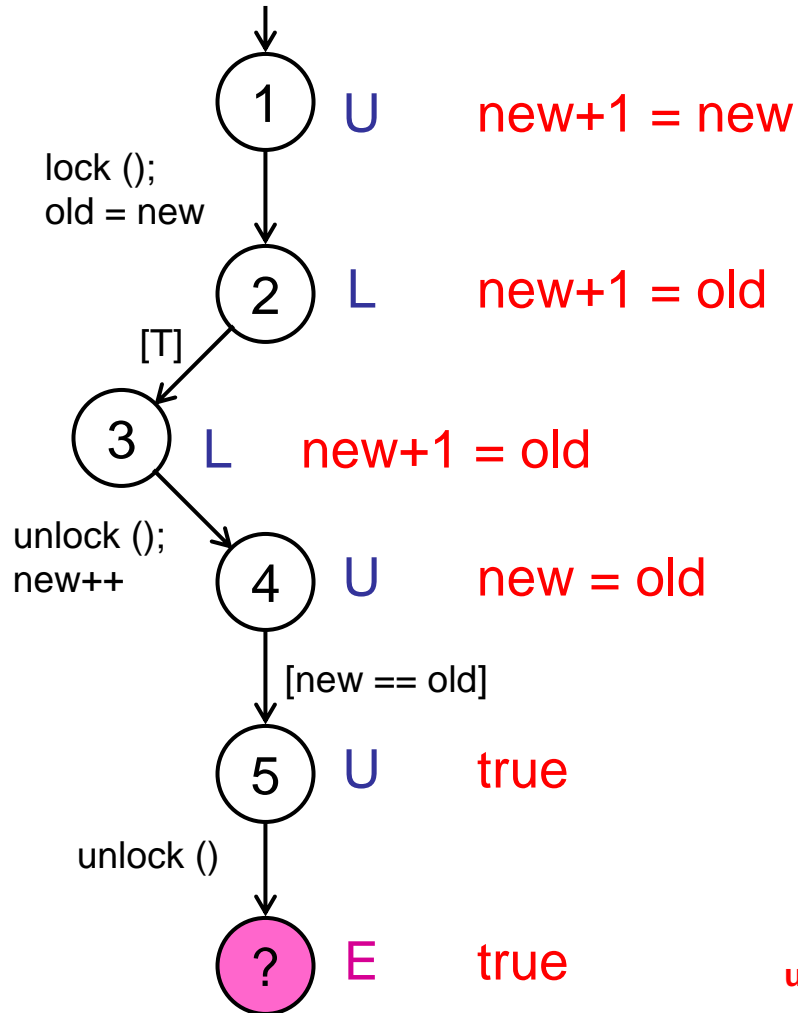 1 U new+1 = new
lock ();
old = new
2 L new+1 = old
[T]
3 L new+1 = old
unlock ();
new++
4 U new = old
[new == old]
5 U true
unlock ()
? E true
u